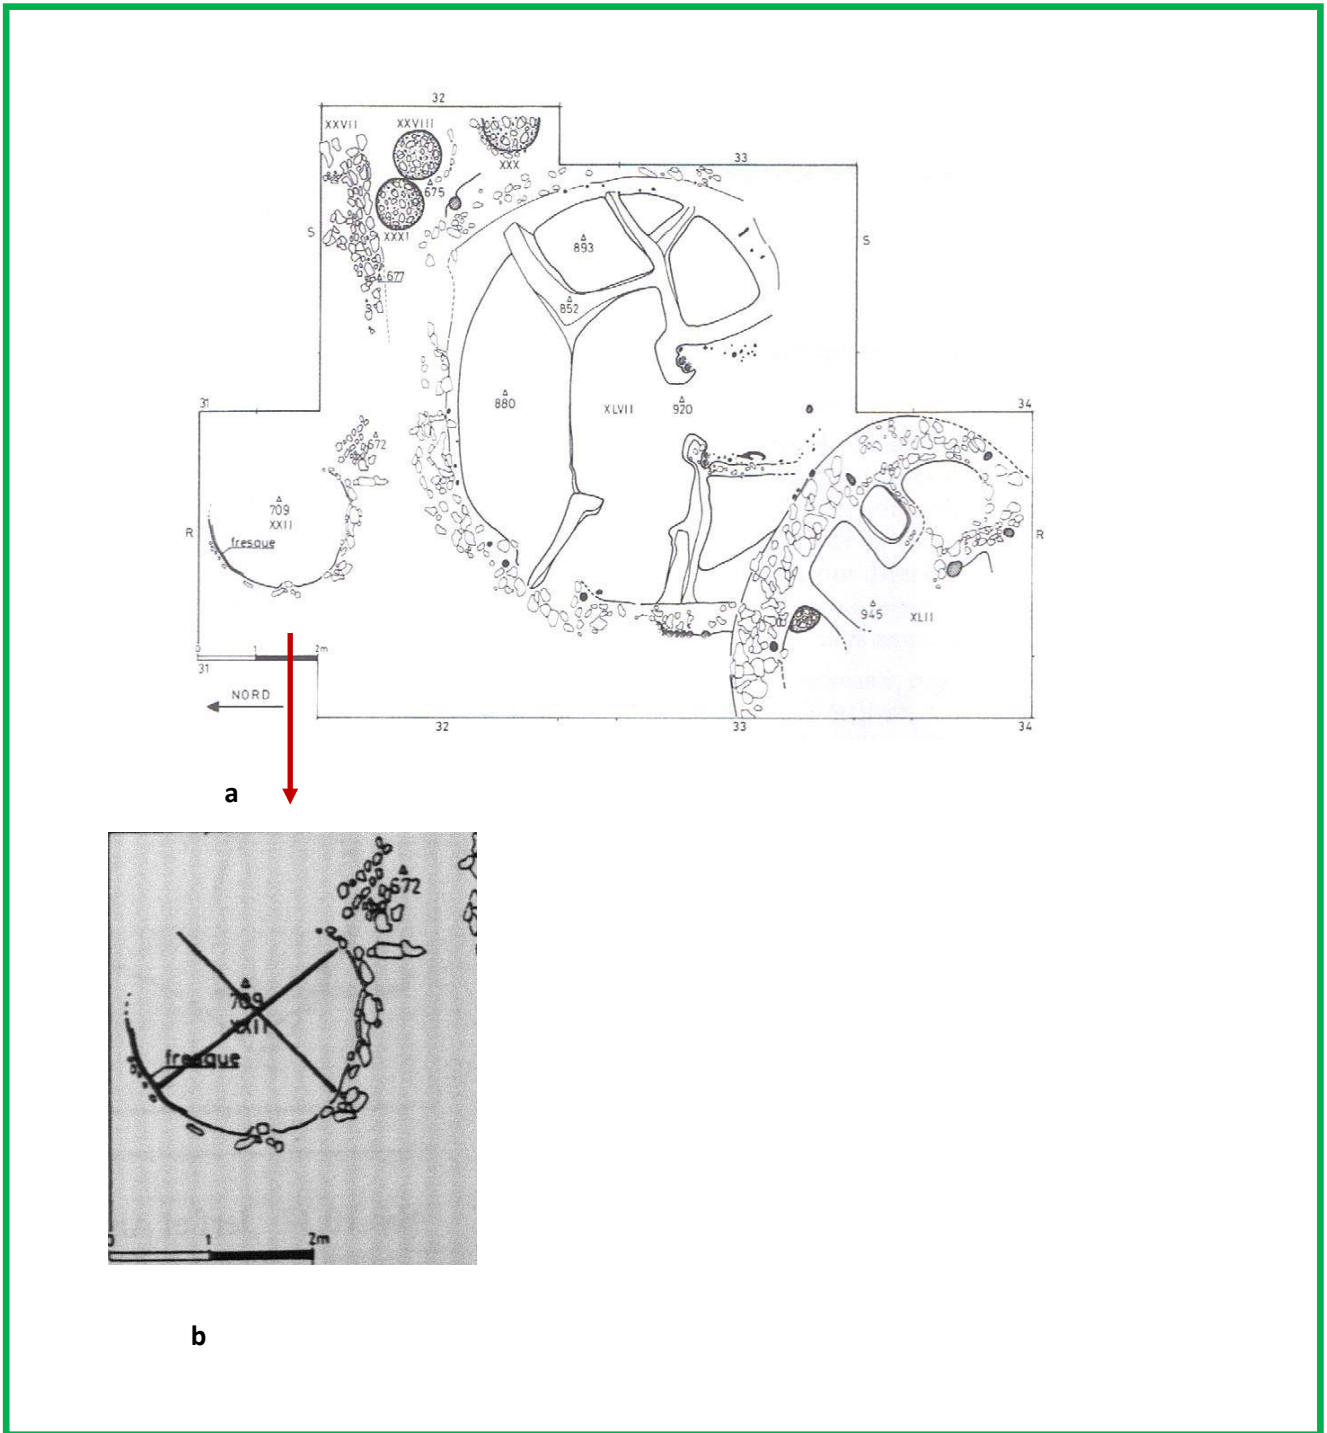 32
XXVII
XXVIII
XXX
33
675
XXXI
S
S
893
677
852
880
XLVII
920
31
34
672
709
XXII
fresque
R
R
945
XLII
0 1 2m
31
NORD
32
33
34
a
672
709
XXII
fresque
0 1 2m
b